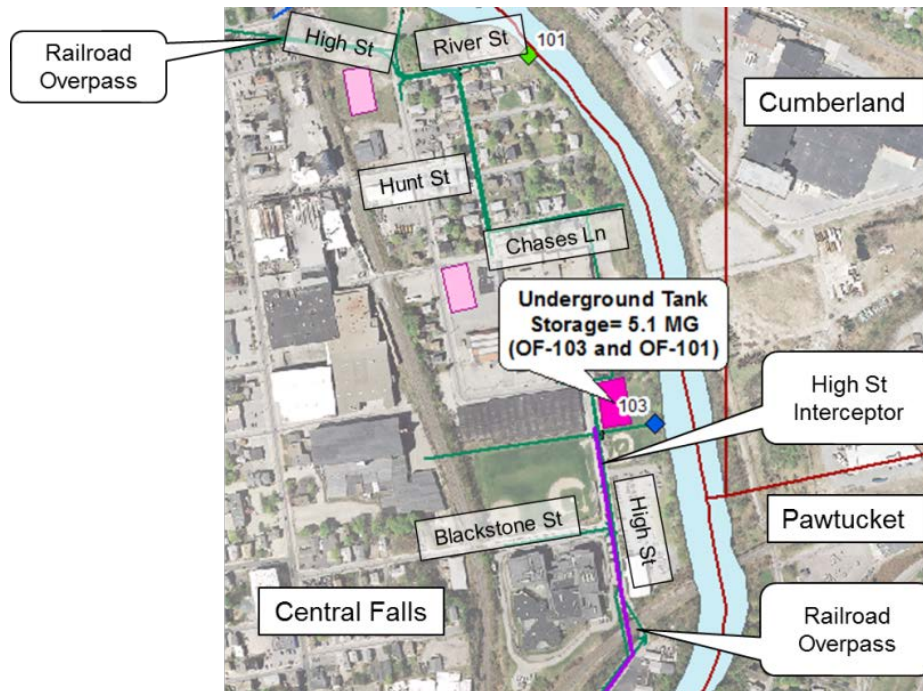 Railroad
Overpass
High St
River St
101
Cumberland
Hunt St
Chases Ln
Underground Tank
Storage= 5.1 MG
(OF-103 and OF-101)
High St
Interceptor
103
Blackstone St
High St
Pawtucket
Central Falls
Railroad
Overpass